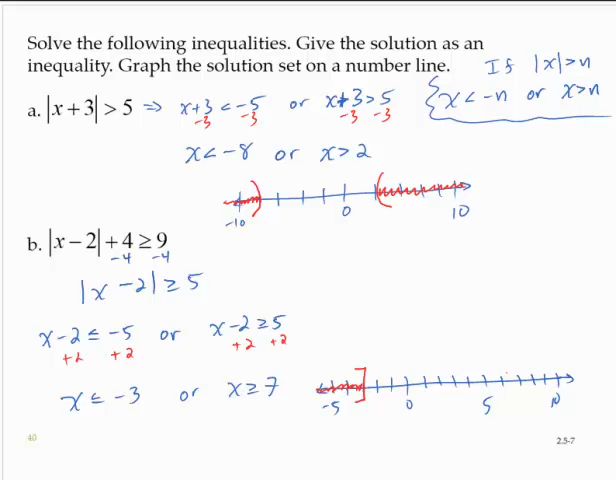 Solve the following inequalities. Give the solution as an
inequality. Graph the solution set on a number line.
If |x|>n
x<-n or x>n
a. |x + 3| > 5 ⇒ x+3<-5 or x+3>5
-3 -3 -3 -3
x<-8 or x>2
-10 0 10
b. |x − 2| + 4 ≥ 9
-4 -4
|x -2| ≥ 5
x-2 ≤ -5 or x-2 ≥ 5
+2 +2 +2 +2
x ≤ -3 or x ≥ 7
-5 0 5 10
40
2.5-7